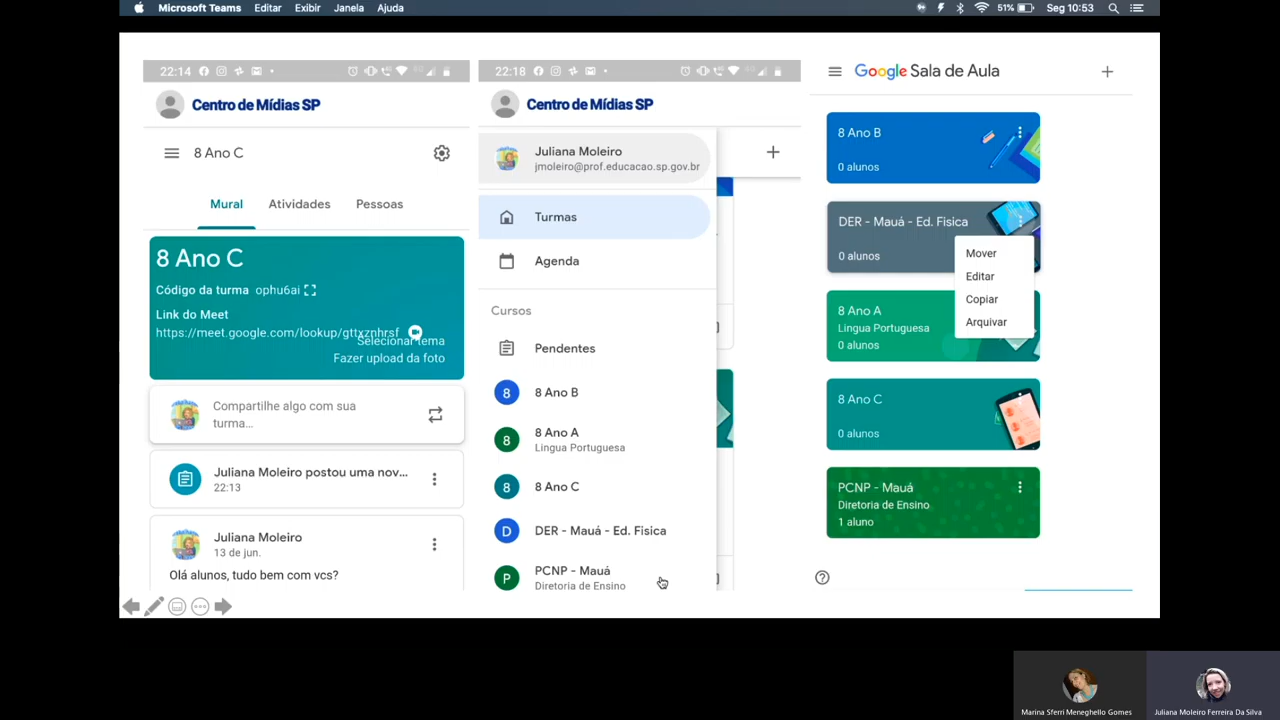 Microsoft Teams Editar Exibir Janela Ajuda
51% Seg 10:53
22:14
Centro de Mídias SP
8 Ano C
Mural Atividades Pessoas
8 Ano C
Código da turma ophu6ai
Link do Meet
https://meet.google.com/lookup/gttxznhrsf
Selecionar tema
Fazer upload da foto
Compartilhe algo com sua
turma...
Juliana Moleiro postou uma nov...
22:13
Juliana Moleiro
13 de jun.
Olá alunos, tudo bem com vcs?
22:18
Centro de Mídias SP
Juliana Moleiro
jmoleiro@prof.educacao.sp.gov.br
Turmas
Agenda
Cursos
Pendentes
8 8 Ano B
8 8 Ano A
Lingua Portuguesa
8 8 Ano C
D DER - Mauá - Ed. Fisica
P PCNP - Mauá
Diretoria de Ensino
Google Sala de Aula
8 Ano B
0 alunos
DER - Mauá - Ed. Fisica
0 alunos
Mover
Editar
Copiar
Arquivar
8 Ano A
Lingua Portuguesa
0 alunos
8 Ano C
0 alunos
PCNP - Mauá
Diretoria de Ensino
1 aluno
Marina Sferri Meneghello Gomes
Juliana Moleiro Ferreira Da Silva